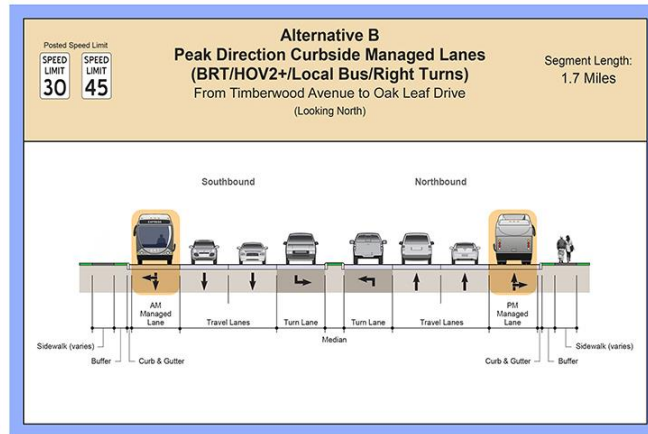 Alternative B
Peak Direction Curbside Managed Lanes
(BRT/HOV2+/Local Bus/Right Turns)
From Timberwood Avenue to Oak Leaf Drive
(Looking North)
Posted Speed Limit
SPEED LIMIT 30
SPEED LIMIT 45
Segment Length:
1.7 Miles
Southbound
Northbound
AM Managed Lane
Travel Lanes
Turn Lane
Median
Turn Lane
Travel Lanes
PM Managed Lane
Sidewalk (varies)
Buffer
Curb & Gutter
Curb & Gutter
Buffer
Sidewalk (varies)